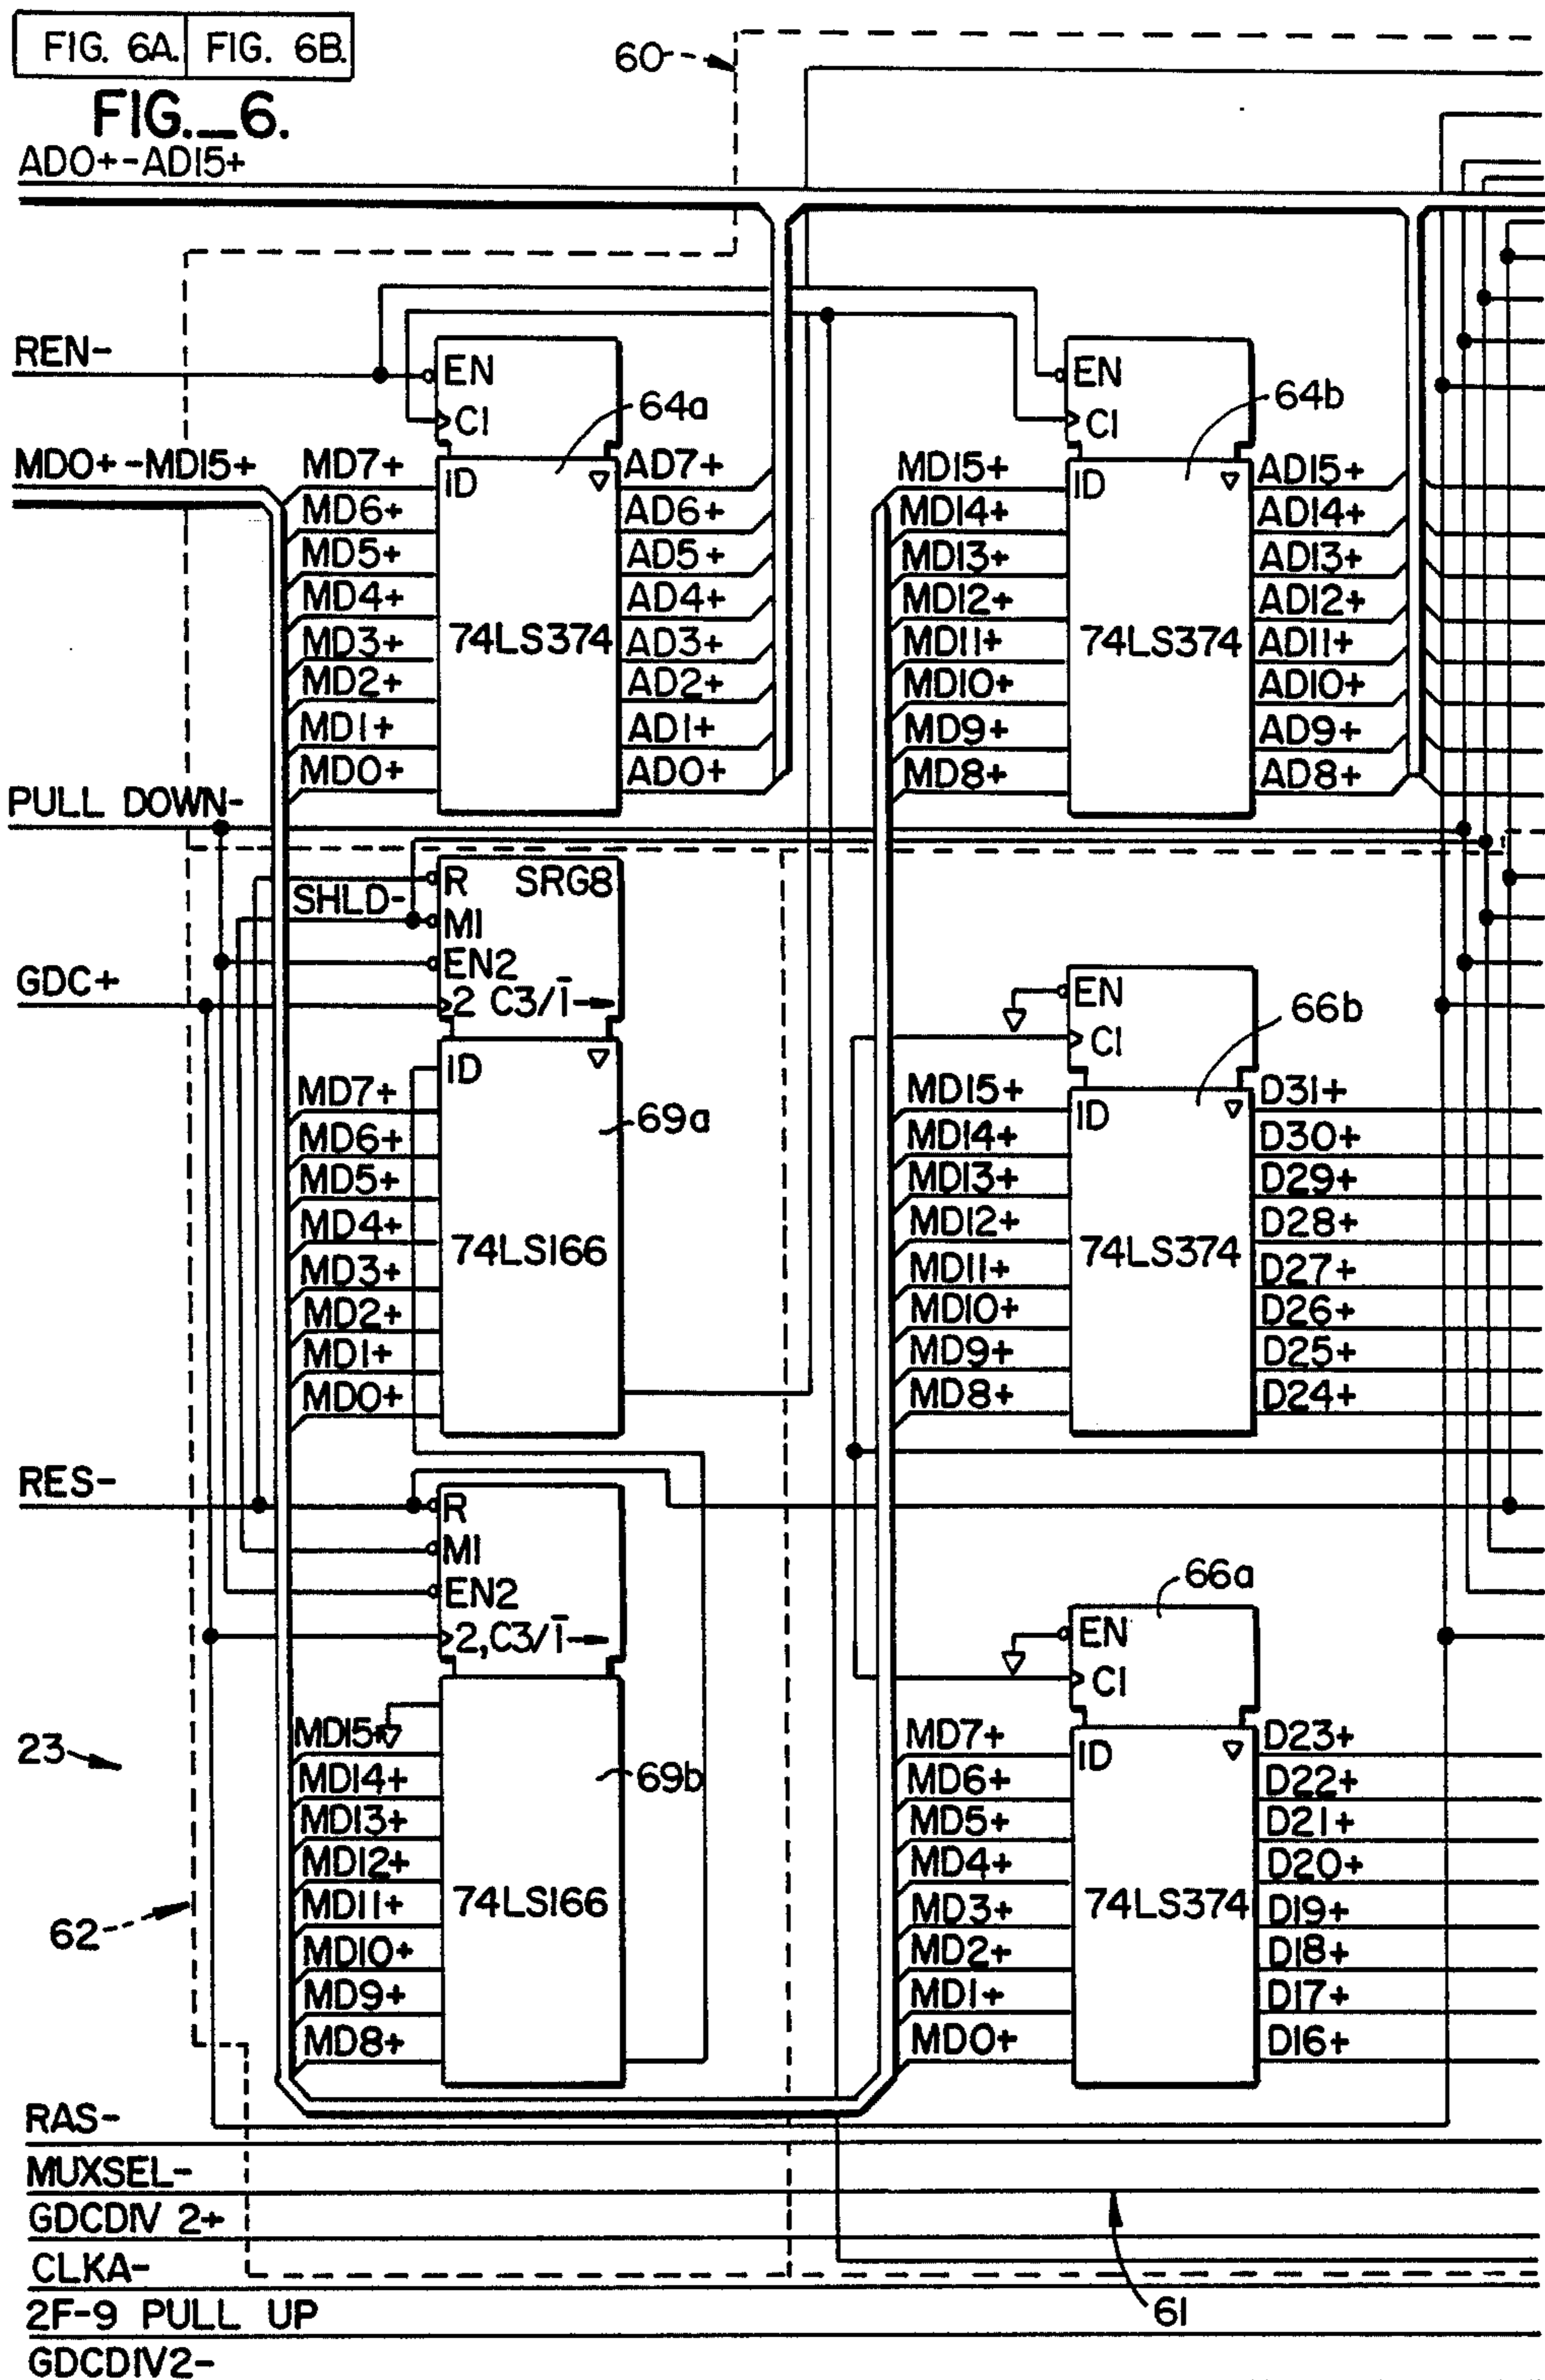 FIG. 6A. FIG. 6B.
FIG._6.
60
AD0+-AD15+
REN-
EN
C1
64a
EN
C1
64b
MD0+-MD15+
MD7+ 1D ▽ AD7+
MD6+ AD6+
MD5+ AD5+
MD4+ AD4+
MD3+ 74LS374 AD3+
MD2+ AD2+
MD1+ AD1+
MD0+ AD0+
MD15+ 1D ▽ AD15+
MD14+ AD14+
MD13+ AD13+
MD12+ AD12+
MD11+ 74LS374 AD11+
MD10+ AD10+
MD9+ AD9+
MD8+ AD8+
PULL DOWN-
R SRG8
SHLD- M1
EN2
GDC+
2 C3/1̄→
1D ▽
MD7+
69a
MD6+
MD5+
MD4+
74LS166
MD3+
MD2+
MD1+
MD0+
EN
C1
66b
MD15+ 1D ▽ D31+
MD14+ D30+
MD13+ D29+
MD12+ D28+
74LS374
MD11+ D27+
MD10+ D26+
MD9+ D25+
MD8+ D24+
RES-
R
M1
EN2
2,C3/1̄→
MD15+
69b
MD14+
MD13+
MD12+
MD11+ 74LS166
MD10+
MD9+
MD8+
66a
EN
C1
MD7+ 1D ▽ D23+
MD6+ D22+
MD5+ D21+
MD4+ D20+
MD3+ 74LS374 D19+
MD2+ D18+
MD1+ D17+
MD0+ D16+
23
62
RAS-
MUXSEL-
GDCDIV 2+
CLKA-
2F-9 PULL UP
61
GDCDIV2-